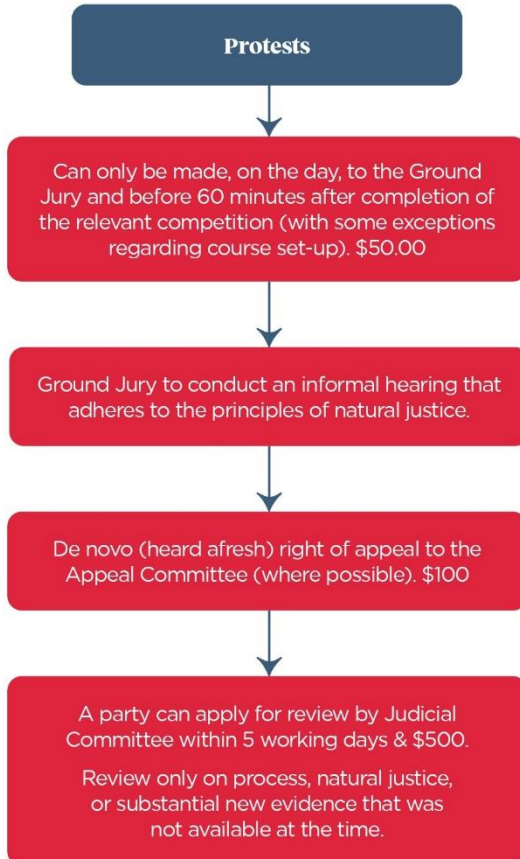 Protests
Can only be made, on the day, to the Ground
Jury and before 60 minutes after completion of
the relevant competition (with some exceptions
regarding course set-up). $50.00
Ground Jury to conduct an informal hearing that
adheres to the principles of natural justice.
De novo (heard afresh) right of appeal to the
Appeal Committee (where possible). $100
A party can apply for review by Judicial
Committee within 5 working days & $500.
Review only on process, natural justice,
or substantial new evidence that was
not available at the time.